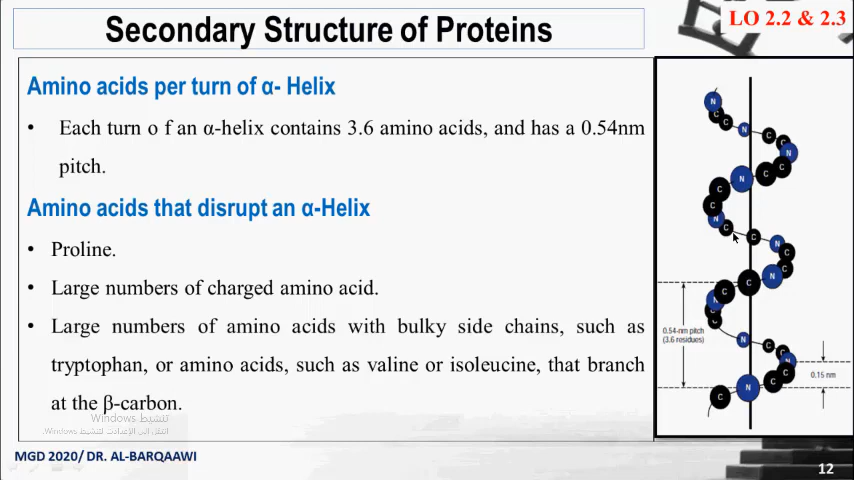 Secondary Structure of Proteins
LO 2.2 & 2.3
Amino acids per turn of α- Helix
• Each turn o f an α-helix contains 3.6 amino acids, and has a 0.54nm
pitch.
Amino acids that disrupt an α-Helix
• Proline.
• Large numbers of charged amino acid.
• Large numbers of amino acids with bulky side chains, such as
tryptophan, or amino acids, such as valine or isoleucine, that branch
at the β-carbon.
N
C
C
N
C
C
N
C
C
N
C
C
N
C
C
N
C
C
N
C
C
N
C
C
N
C
C
N
C
C
N
C
0.54-nm pitch
(3.6 residues)
0.15 nm
تنشيط Windows
انتقل إلى الإعدادات لتنشيط Windows.
MGD 2020/ DR. AL-BARQAAWI
12